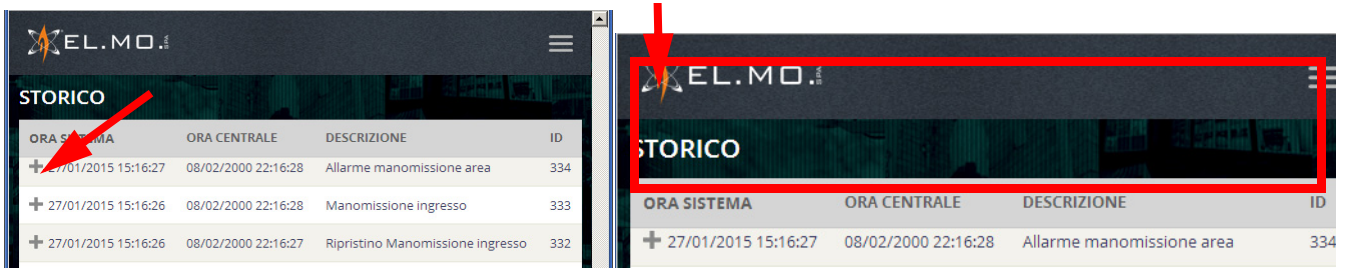 EL.MO. SPA
STORICO
ORA SISTEMA ORA CENTRALE DESCRIZIONE ID
27/01/2015 15:16:27 08/02/2000 22:16:28 Allarme manomissione area 334
27/01/2015 15:16:26 08/02/2000 22:16:28 Manomissione ingresso 333
27/01/2015 15:16:26 08/02/2000 22:16:27 Ripristino Manomissione ingresso 332
EL.MO. SPA
STORICO
ORA SISTEMA ORA CENTRALE DESCRIZIONE ID
27/01/2015 15:16:27 08/02/2000 22:16:28 Allarme manomissione area 334